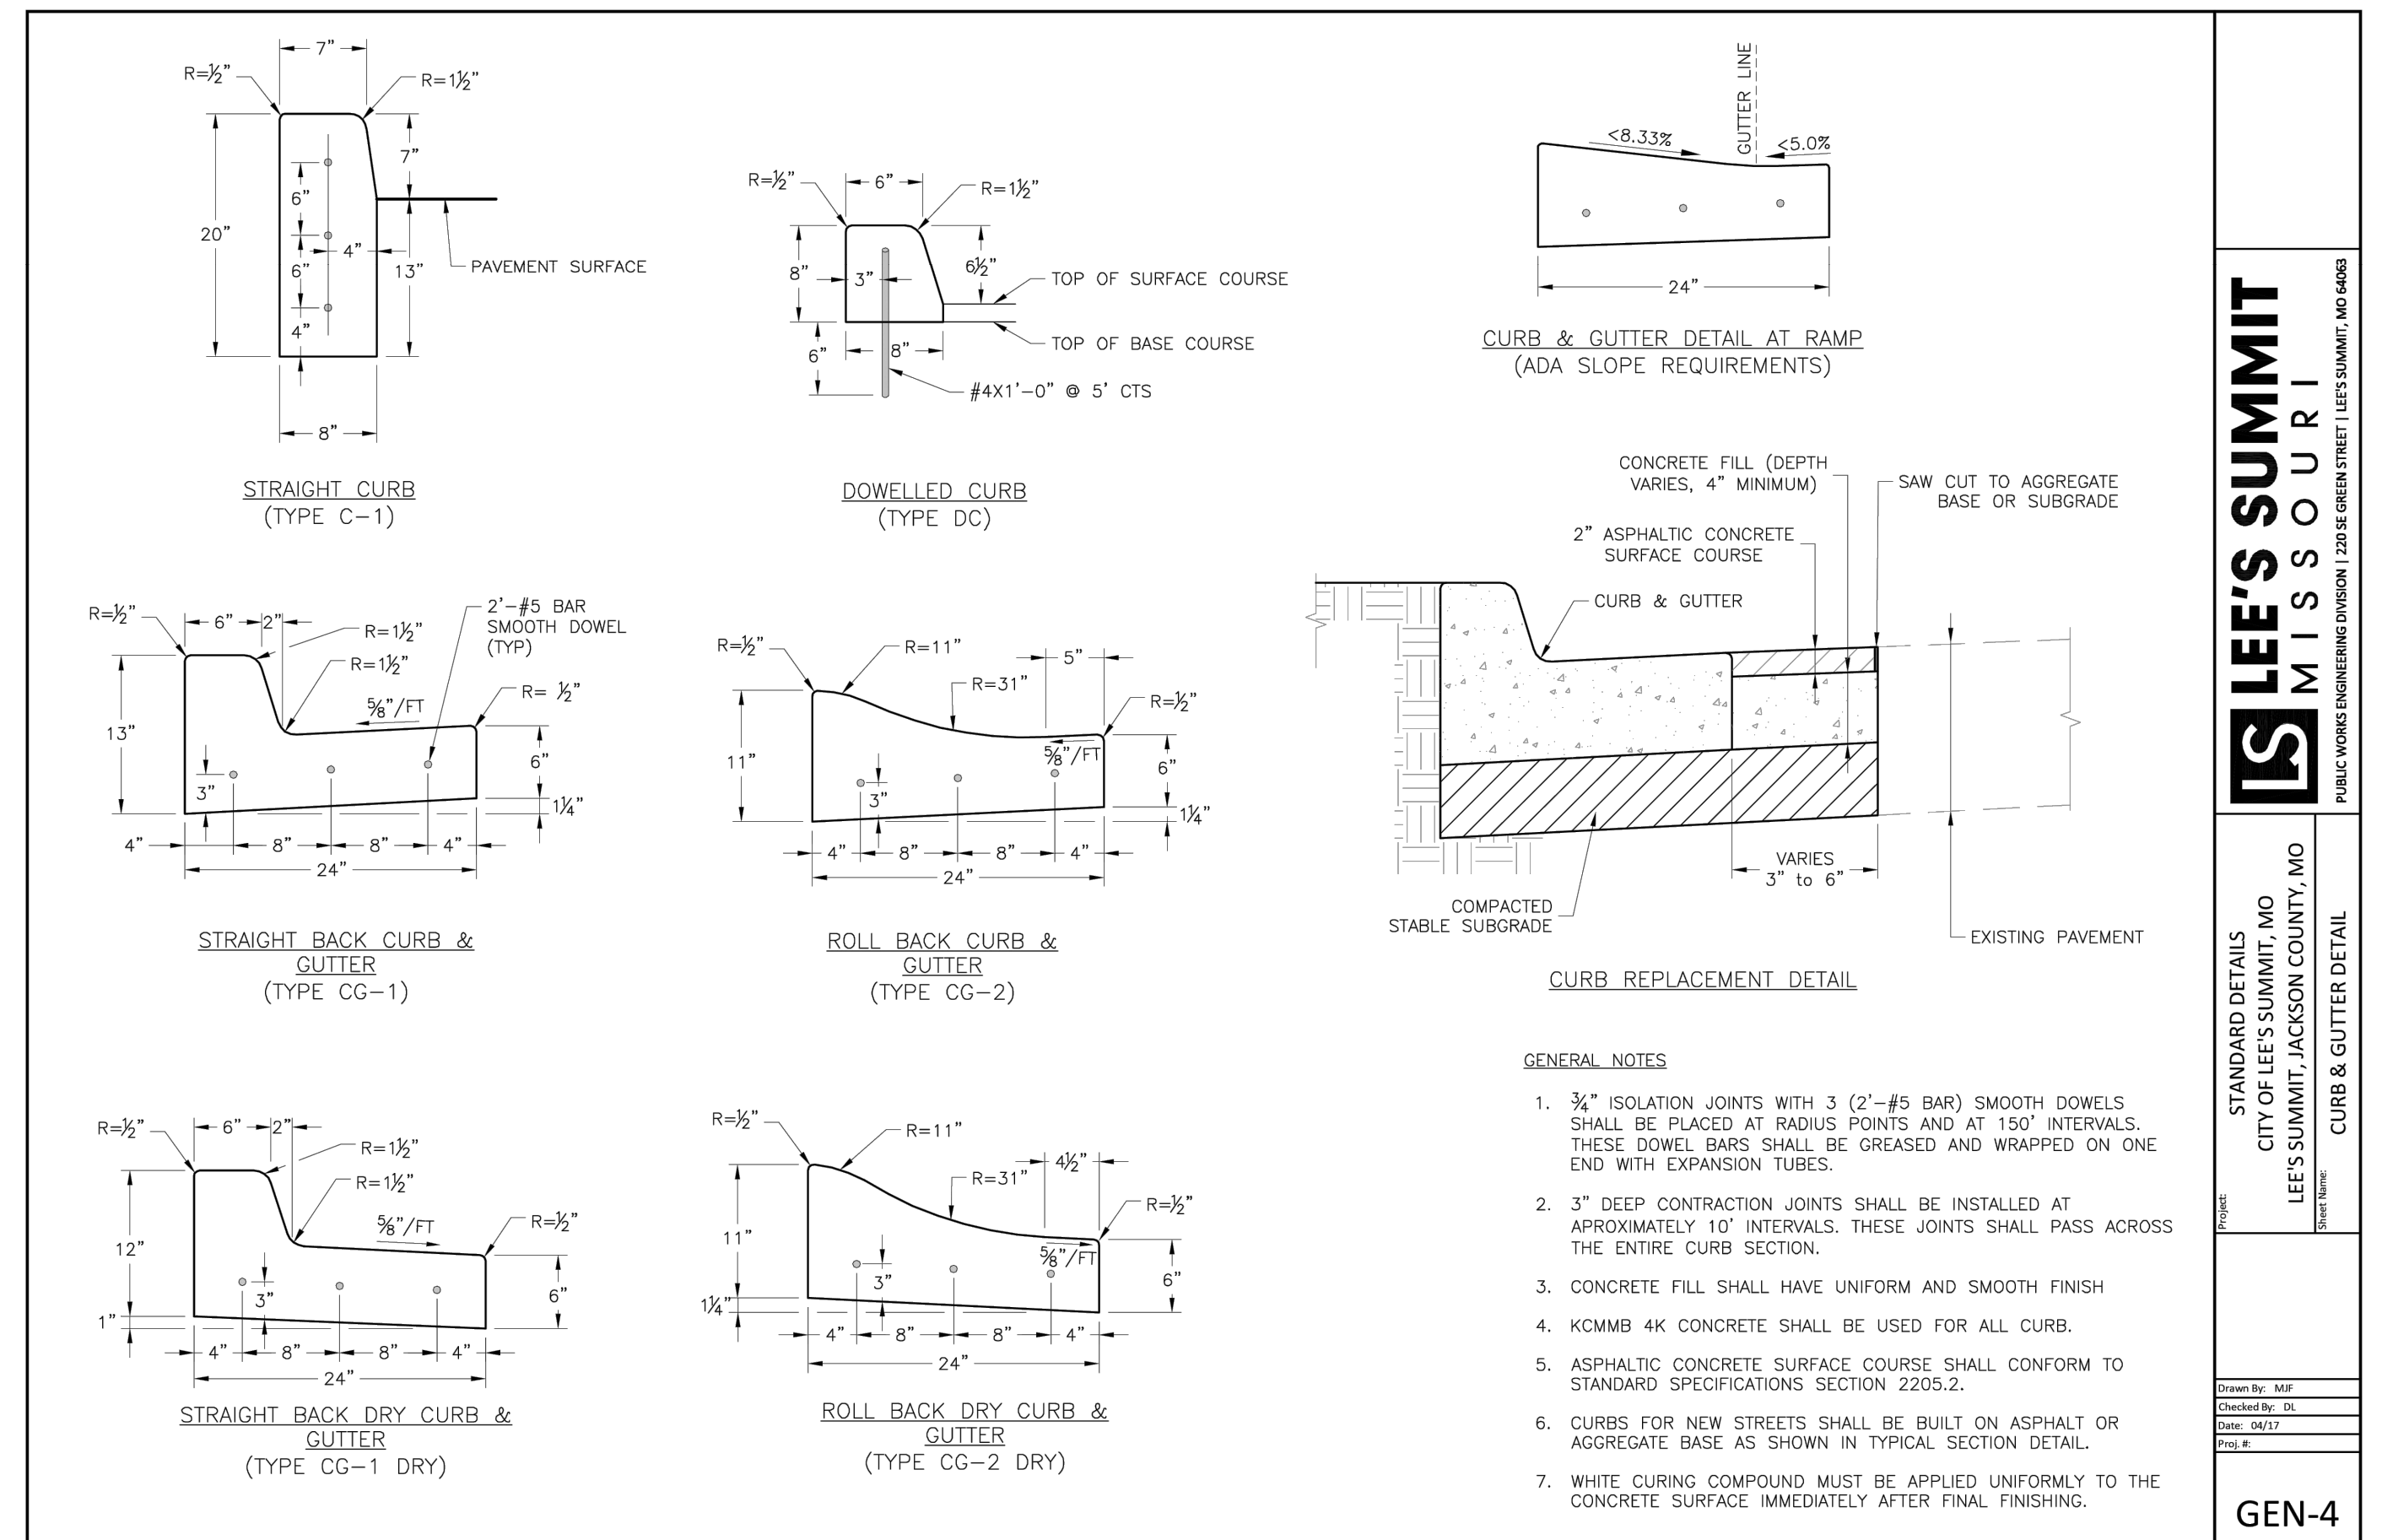 7"
R=½"
R=1½"
7"
6"
20"
4"
6"
13"
PAVEMENT SURFACE
4"
8"
STRAIGHT CURB
(TYPE C-1)
R=½"
6"
R=1½"
8"
3"
6½"
TOP OF SURFACE COURSE
TOP OF BASE COURSE
6"
8"
#4X1'-0" @ 5' CTS
DOWELLED CURB
(TYPE DC)
GUTTER LINE
<8.33%
<5.0%
24"
CURB & GUTTER DETAIL AT RAMP
(ADA SLOPE REQUIREMENTS)
R=½"
6"
2"
R=1½"
R=1½"
2'-#5 BAR
SMOOTH DOWEL
(TYP)
R= ½"
⅝"/FT
13"
6"
3"
1¼"
4"
8"
8"
4"
24"
STRAIGHT BACK CURB &
GUTTER
(TYPE CG-1)
R=½"
R=11"
5"
R=31"
R=½"
11"
⅝"/FT
6"
3"
1¼"
4"
8"
8"
4"
24"
ROLL BACK CURB &
GUTTER
(TYPE CG-2)
CONCRETE FILL (DEPTH
VARIES, 4" MINIMUM)
SAW CUT TO AGGREGATE
BASE OR SUBGRADE
2" ASPHALTIC CONCRETE
SURFACE COURSE
CURB & GUTTER
VARIES
3" to 6"
COMPACTED
STABLE SUBGRADE
EXISTING PAVEMENT
CURB REPLACEMENT DETAIL
R=½"
6"
2"
R=1½"
R=1½"
⅝"/FT
R=½"
12"
3"
6"
1"
4"
8"
8"
4"
24"
STRAIGHT BACK DRY CURB &
GUTTER
(TYPE CG-1 DRY)
R=½"
R=11"
4½"
R=31"
R=½"
11"
⅝"/FT
3"
6"
1¼"
4"
8"
8"
4"
24"
ROLL BACK DRY CURB &
GUTTER
(TYPE CG-2 DRY)
GENERAL NOTES
1. ¾" ISOLATION JOINTS WITH 3 (2'-#5 BAR) SMOOTH DOWELS
SHALL BE PLACED AT RADIUS POINTS AND AT 150' INTERVALS.
THESE DOWEL BARS SHALL BE GREASED AND WRAPPED ON ONE
END WITH EXPANSION TUBES.
2. 3" DEEP CONTRACTION JOINTS SHALL BE INSTALLED AT
APROXIMATELY 10' INTERVALS. THESE JOINTS SHALL PASS ACROSS
THE ENTIRE CURB SECTION.
3. CONCRETE FILL SHALL HAVE UNIFORM AND SMOOTH FINISH
4. KCMMB 4K CONCRETE SHALL BE USED FOR ALL CURB.
5. ASPHALTIC CONCRETE SURFACE COURSE SHALL CONFORM TO
STANDARD SPECIFICATIONS SECTION 2205.2.
6. CURBS FOR NEW STREETS SHALL BE BUILT ON ASPHALT OR
AGGREGATE BASE AS SHOWN IN TYPICAL SECTION DETAIL.
7. WHITE CURING COMPOUND MUST BE APPLIED UNIFORMLY TO THE
CONCRETE SURFACE IMMEDIATELY AFTER FINAL FINISHING.
LS LEE'S SUMMIT
MISSOURI
PUBLIC WORKS ENGINEERING DIVISION | 220 SE GREEN STREET | LEE'S SUMMIT, MO 64063
Project:
STANDARD DETAILS
CITY OF LEE'S SUMMIT, MO
LEE'S SUMMIT, JACKSON COUNTY, MO
Sheet Name:
CURB & GUTTER DETAIL
Drawn By: MJF
Checked By: DL
Date: 04/17
Proj. #:
GEN-4